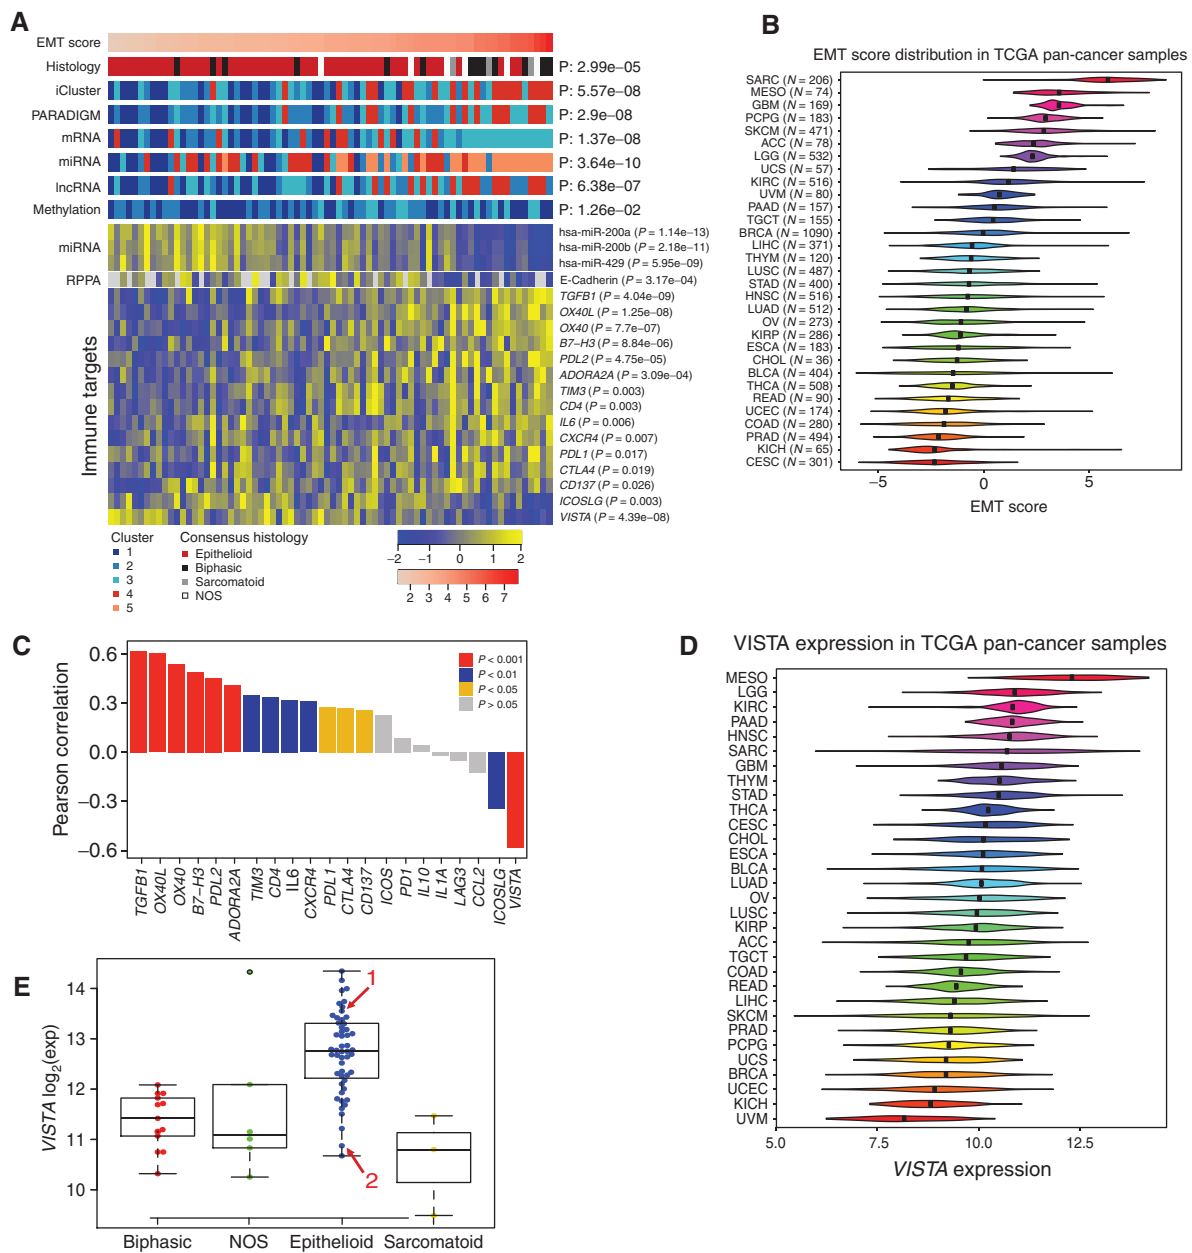 A
EMT score
Histology
P: 2.99e−05
iCluster
P: 5.57e−08
PARADIGM
P: 2.9e−08
mRNA
P: 1.37e−08
miRNA
P: 3.64e−10
lncRNA
P: 6.38e−07
Methylation
P: 1.26e−02
miRNA
hsa-miR-200a (P = 1.14e−13)
hsa-miR-200b (P = 2.18e−11)
hsa-miR-429 (P = 5.95e−09)
RPPA
E-Cadherin (P = 3.17e−04)
Immune targets
TGFB1 (P = 4.04e−09)
OX40L (P = 1.25e−08)
OX40 (P = 7.7e−07)
B7−H3 (P = 8.84e−06)
PDL2 (P = 4.75e−05)
ADORA2A (P = 3.09e−04)
TIM3 (P = 0.003)
CD4 (P = 0.003)
IL6 (P = 0.006)
CXCR4 (P = 0.007)
PDL1 (P = 0.017)
CTLA4 (P = 0.019)
CD137 (P = 0.026)
ICOSLG (P = 0.003)
VISTA (P = 4.39e−08)
Cluster
1
2
3
4
5
Consensus histology
Epithelioid
Biphasic
Sarcomatoid
NOS
−2 −1 0 1 2
2 3 4 5 6 7
B
EMT score distribution in TCGA pan-cancer samples
SARC (N = 206)
MESO (N = 74)
GBM (N = 169)
PCPG (N = 183)
SKCM (N = 471)
ACC (N = 78)
LGG (N = 532)
UCS (N = 57)
KIRC (N = 516)
UVM (N = 80)
PAAD (N = 157)
TGCT (N = 155)
BRCA (N = 1090)
LIHC (N = 371)
THYM (N = 120)
LUSC (N = 487)
STAD (N = 400)
HNSC (N = 516)
LUAD (N = 512)
OV (N = 273)
KIRP (N = 286)
ESCA (N = 183)
CHOL (N = 36)
BLCA (N = 404)
THCA (N = 508)
READ (N = 90)
UCEC (N = 174)
COAD (N = 280)
PRAD (N = 494)
KICH (N = 65)
CESC (N = 301)
−5 0 5
EMT score
C
Pearson correlation
0.6
0.3
0.0
−0.3
−0.6
P < 0.001
P < 0.01
P < 0.05
P > 0.05
TGFB1
OX40L
OX40
B7−H3
PDL2
ADORA2A
TIM3
CD4
IL6
CXCR4
PDL1
CTLA4
CD137
ICOS
PD1
IL10
IL1A
LAG3
CCL2
ICOSLG
VISTA
D
VISTA expression in TCGA pan-cancer samples
MESO
LGG
KIRC
PAAD
HNSC
SARC
GBM
THYM
STAD
THCA
CESC
CHOL
ESCA
BLCA
LUAD
OV
LUSC
KIRP
ACC
TGCT
COAD
READ
LIHC
SKCM
PRAD
PCPG
UCS
BRCA
UCEC
KICH
UVM
5.0 7.5 10.0 12.5
VISTA expression
E
VISTA log2(exp)
14
13
12
11
10
1
2
Biphasic NOS Epithelioid Sarcomatoid